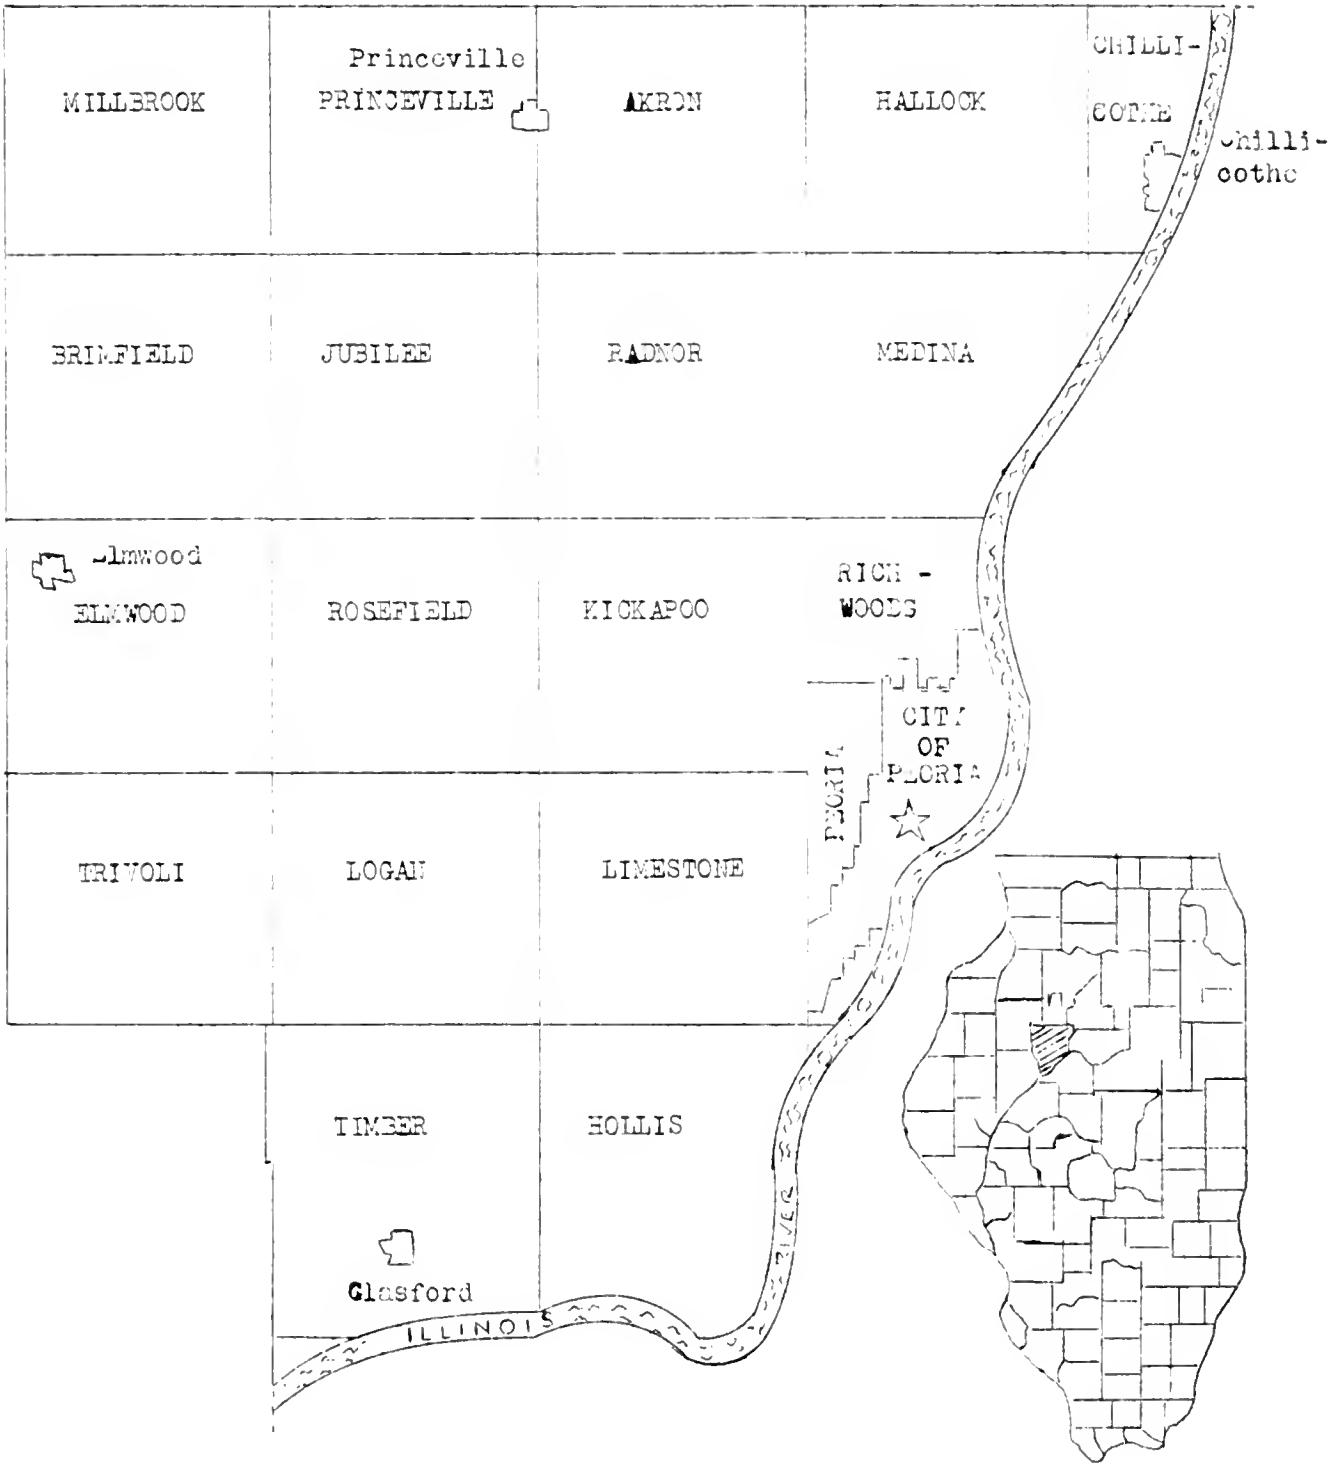 Princeville
MILLBROOK
PRINCEVILLE
AKRON
HALLOCK
CHILLI-
COTHE
Chilli-
cothe
BRIMFIELD
JUBILEE
RADNOR
MEDINA
Elmwood
ELMWOOD
ROSEFIELD
KICKAPOO
RICH -
WOODS
CITY
OF
PEORIA
PEORIA
TRIVOLI
LOGAN
LIMESTONE
TIMBER
HOLLIS
Glasford
ILLINOIS
RIVER